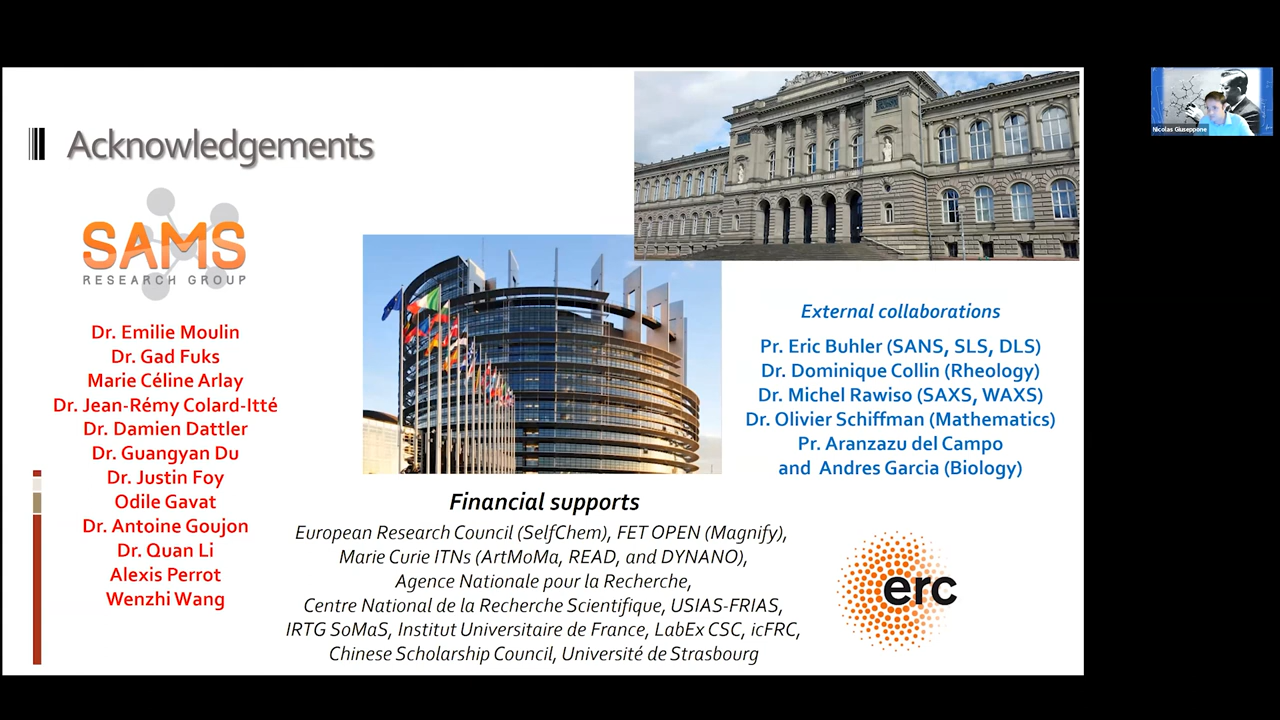 Acknowledgements
SAMS
RESEARCH GROUP
Dr. Emilie Moulin
Dr. Gad Fuks
Marie Céline Arlay
Dr. Jean-Rémy Colard-Itté
Dr. Damien Dattler
Dr. Guangyan Du
Dr. Justin Foy
Odile Gavat
Dr. Antoine Goujon
Dr. Quan Li
Alexis Perrot
Wenzhi Wang
Financial supports
European Research Council (SelfChem), FET OPEN (Magnify),
Marie Curie ITNs (ArtMoMa, READ, and DYNANO),
Agence Nationale pour la Recherche,
Centre National de la Recherche Scientifique, USIAS-FRIAS,
IRTG SoMaS, Institut Universitaire de France, LabEx CSC, icFRC,
Chinese Scholarship Council, Université de Strasbourg
External collaborations
Pr. Eric Buhler (SANS, SLS, DLS)
Dr. Dominique Collin (Rheology)
Dr. Michel Rawiso (SAXS, WAXS)
Dr. Olivier Schiffman (Mathematics)
Pr. Aranzazu del Campo
and Andres Garcia (Biology)
erc
Nicolas Giuseppone